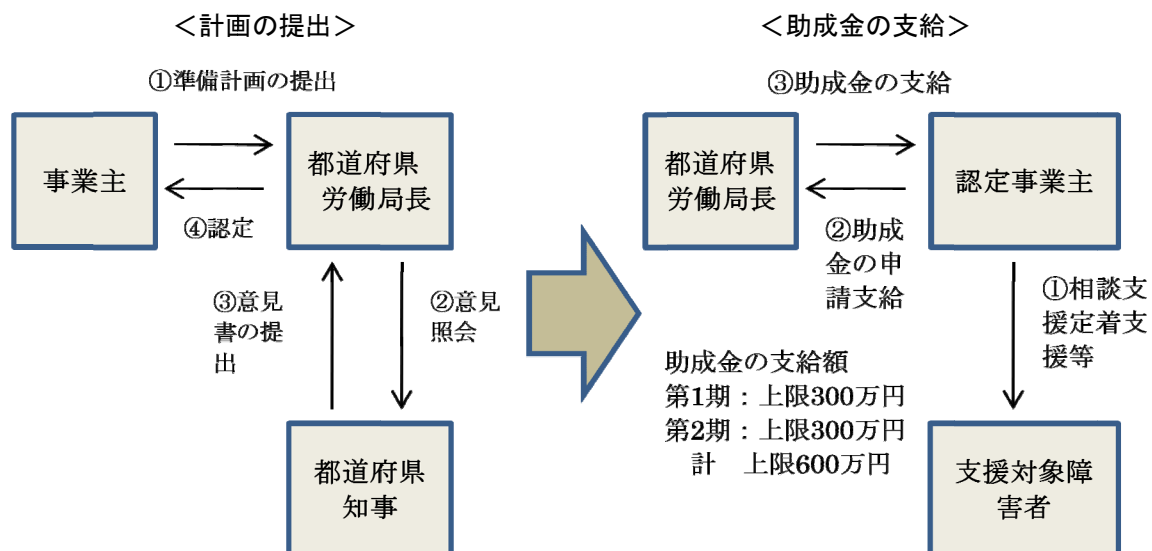 ＜計画の提出＞
①準備計画の提出
事業主
都道府県
労働局長
④認定
③意見
書の提
出
②意見
照会
都道府県
知事
＜助成金の支給＞
③助成金の支給
都道府県
労働局長
認定事業主
②助成
金の申
請支給
①相談支
援定着支
援等
助成金の支給額
第1期：上限300万円
第2期：上限300万円
計　上限600万円
支援対象障
害者